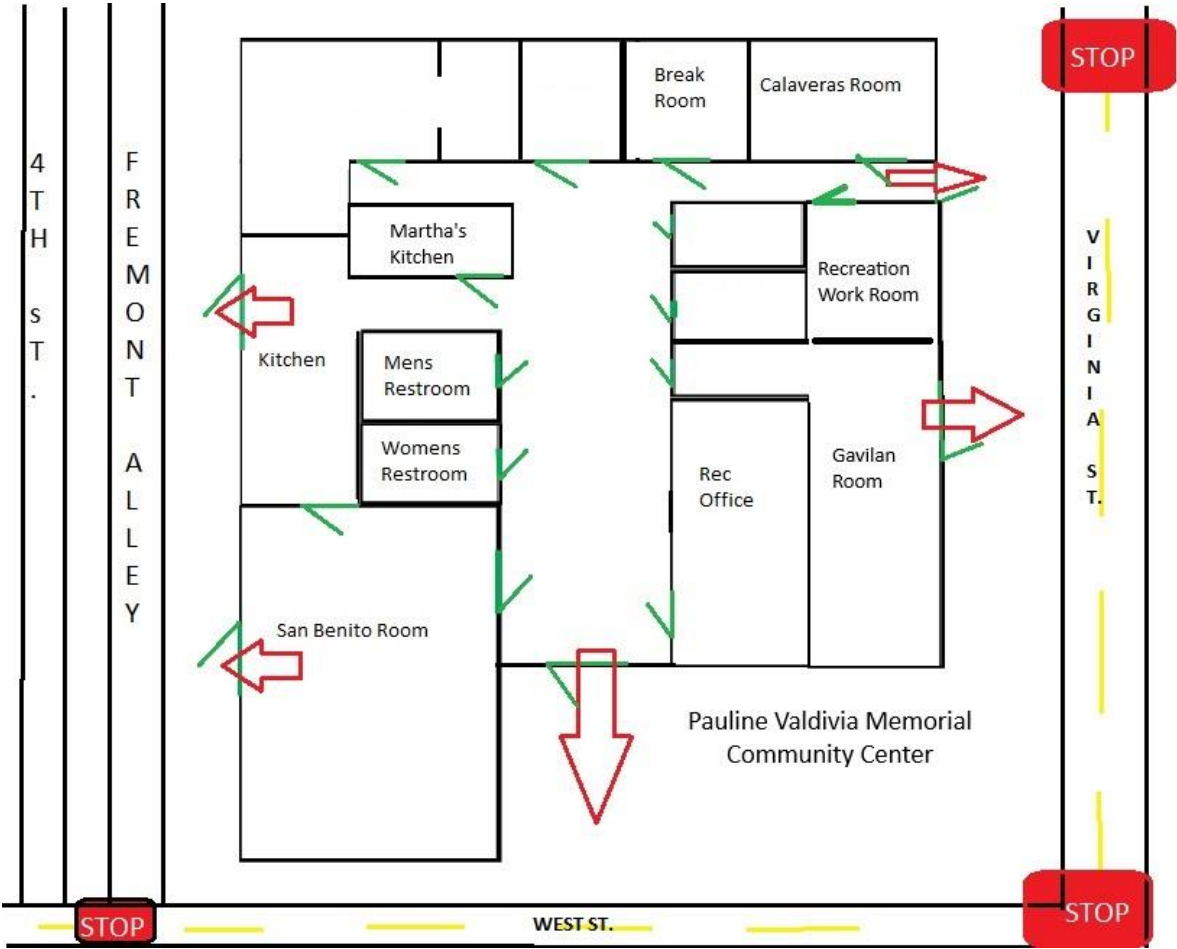 STOP
Break
Room
Calaveras Room
4TH sT.
FREMONT ALLEY
Martha's
Kitchen
VIRGINIA ST.
Recreation
Work Room
Kitchen
Mens
Restroom
Womens
Restroom
Rec
Office
Gavilan
Room
San Benito Room
Pauline Valdivia Memorial
Community Center
STOP
WEST ST.
STOP